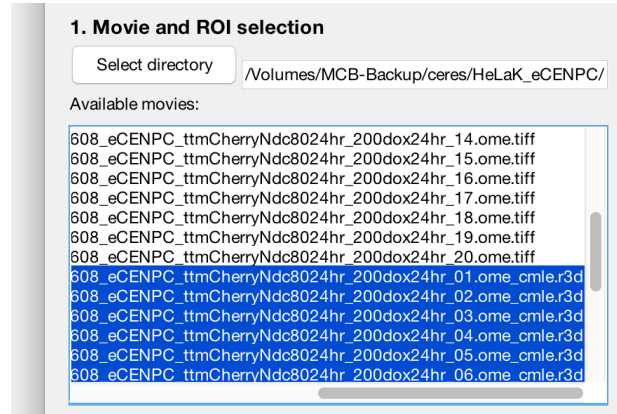 1. Movie and ROI selection
Select directory
/Volumes/MCB-Backup/ceres/HeLaK_eCENPC/
Available movies:
608_eCENPC_ttmCherryNdc8024hr_200dox24hr_14.ome.tiff
608_eCENPC_ttmCherryNdc8024hr_200dox24hr_15.ome.tiff
608_eCENPC_ttmCherryNdc8024hr_200dox24hr_16.ome.tiff
608_eCENPC_ttmCherryNdc8024hr_200dox24hr_17.ome.tiff
608_eCENPC_ttmCherryNdc8024hr_200dox24hr_18.ome.tiff
608_eCENPC_ttmCherryNdc8024hr_200dox24hr_19.ome.tiff
608_eCENPC_ttmCherryNdc8024hr_200dox24hr_20.ome.tiff
608_eCENPC_ttmCherryNdc8024hr_200dox24hr_01.ome_cmle.r3d
608_eCENPC_ttmCherryNdc8024hr_200dox24hr_02.ome_cmle.r3d
608_eCENPC_ttmCherryNdc8024hr_200dox24hr_03.ome_cmle.r3d
608_eCENPC_ttmCherryNdc8024hr_200dox24hr_04.ome_cmle.r3d
608_eCENPC_ttmCherryNdc8024hr_200dox24hr_05.ome_cmle.r3d
608_eCENPC_ttmCherryNdc8024hr_200dox24hr_06.ome_cmle.r3d